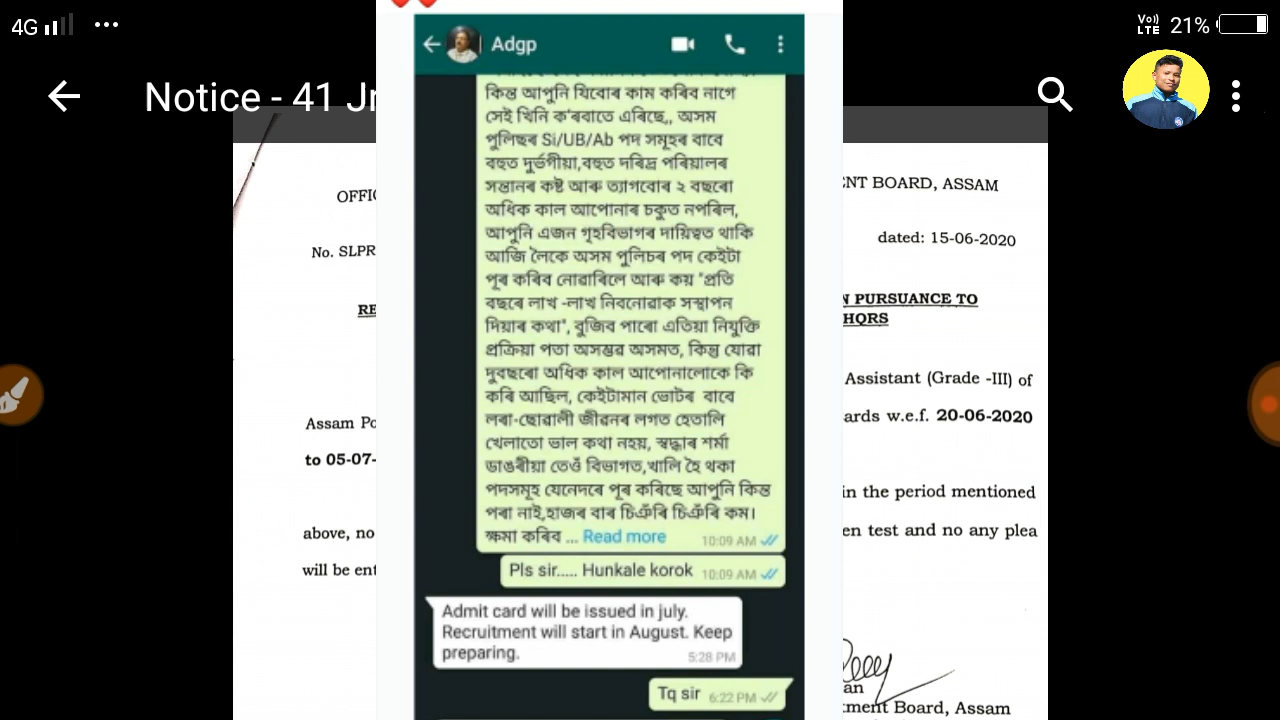 4G
Vo))
LTE
21%
Notice - 41 Jr
OFFIC
ENT BOARD, ASSAM
No. SLPR
dated: 15-06-2020
RE
N PURSUANCE TO
HORS
Assistant (Grade -III) of
Assam Po
ards w.e.f. 20-06-2020
to 05-07-
in the period mentioned
above, no
en test and no any plea
will be ent
an
tment Board, Assam
Adgp
কিন্তু আপুনি যিবোৰ কাম কৰিব নাগে
সেই খিনি ক'ৰবাতে এৰিছে,, অসম
পুলিছৰ Si/UB/Ab পদ সমূহৰ বাবে
বহুত দুৰ্ভগীয়া,বহুত দৰিদ্ৰ পৰিয়ালৰ
সন্তানৰ কষ্ট আৰু ত্যাগবোৰ ২ বছৰো
অধিক কাল আপোনাৰ চকুত নপৰিল,
আপুনি এজন গৃহবিভাগৰ দায়িত্বত থাকি
আজি লৈকে অসম পুলিচৰ পদ কেইটা
পূৰ কৰিব নোৱাৰিলে আৰু কয় "প্ৰতি
বছৰে লাখ -লাখ নিবনোৱাক সস্থাপন
দিয়াৰ কথা", বুজিব পাৰো এতিয়া নিযুক্তি
প্ৰক্ৰিয়া পতা অসম্ভৱ অসমত, কিন্তু যোৱা
দুবছৰো অধিক কাল আপোনালোকে কি
কৰি আছিল, কেইটামান ভোটৰ বাবে
লৰা-ছোৱালী জীৱনৰ লগত হেতালি
খেলাতো ভাল কথা নহয়, স্বদ্ধাৰ শৰ্মা
ডাঙৰীয়া তেওঁ বিভাগত,খালি হৈ থকা
পদসমূহ যেনেদৰে পূৰ কৰিছে আপুনি কিন্ত
পৰা নাই,হাজৰ বাৰ চিঞৰি চিঞৰি কম।
ক্ষমা কৰিব ... Read more 10:09 AM
Pls sir..... Hunkale korok 10:09 AM
Admit card will be issued in july.
Recruitment will start in August. Keep
preparing. 5:28 PM
Tq sir 6:22 PM